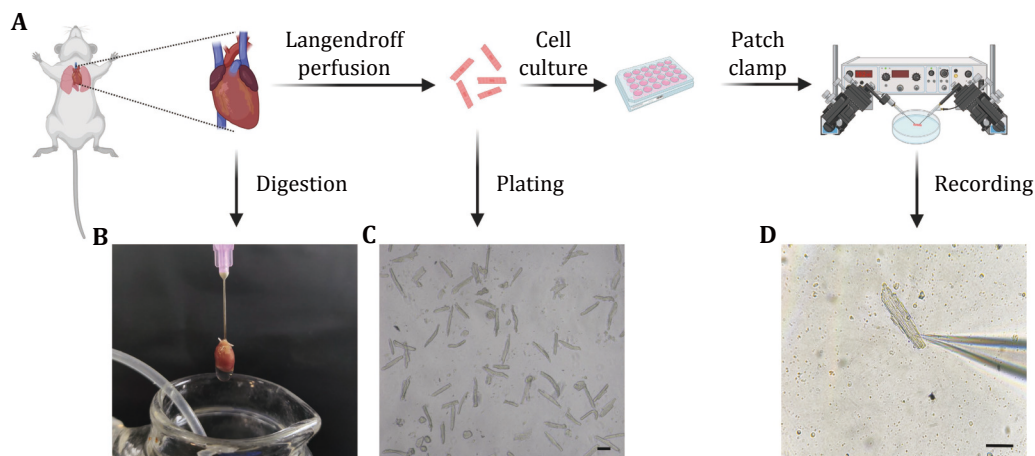 A
Langendroff
perfusion
Cell
culture
Patch
clamp
Digestion
Plating
Recording
B
C
D